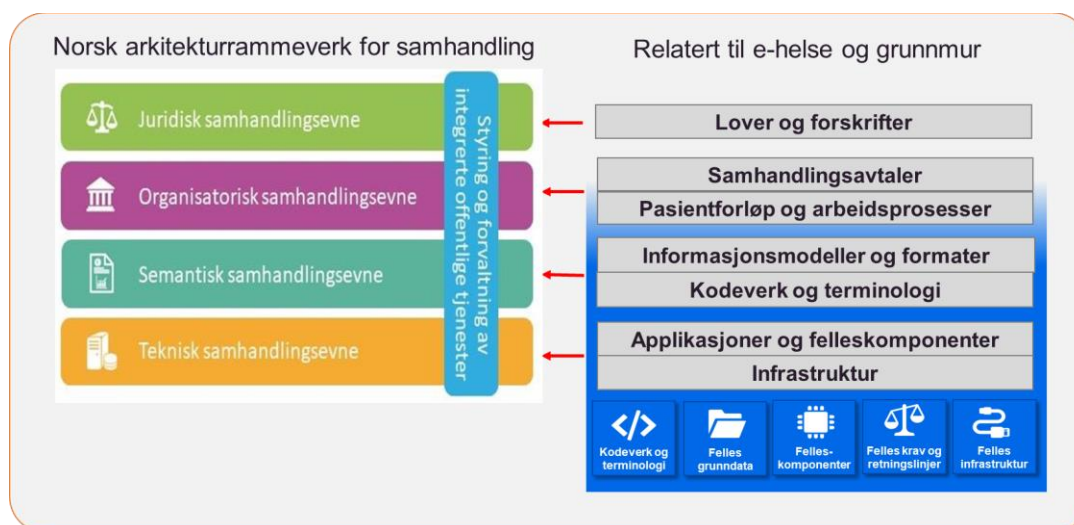 Norsk arkitekturrammeverk for samhandling
Juridisk samhandlingsevne
Organisatorisk samhandlingsevne
Semantisk samhandlingsevne
Teknisk samhandlingsevne
Styring og forvaltning av
integrerte offentlige tjenester
Relatert til e-helse og grunnmur
Lover og forskrifter
Samhandlingsavtaler
Pasientforløp og arbeidsprosesser
Informasjonsmodeller og formater
Kodeverk og terminologi
Applikasjoner og felleskomponenter
Infrastruktur
Kodeverk og
terminologi
Felles
grunndata
Felles-
komponenter
Felles krav og
retningslinjer
Felles
infrastruktur